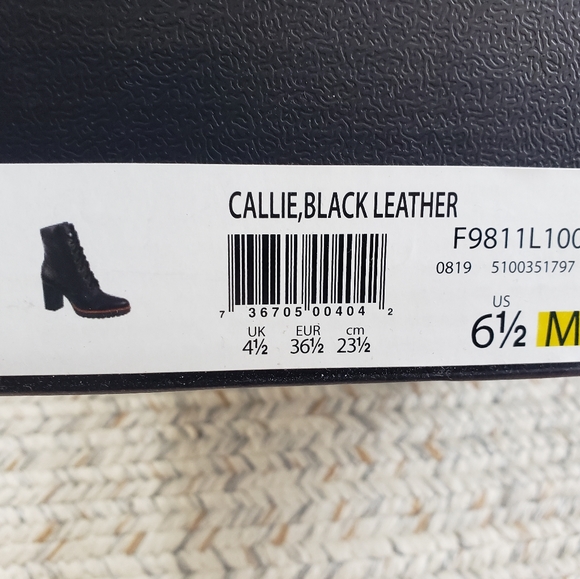 CALLIE,BLACK LEATHER
F9811L100
0819 5100351797
7 36705 00404 2
US
6½ M
UK EUR cm
4½ 36½ 23½